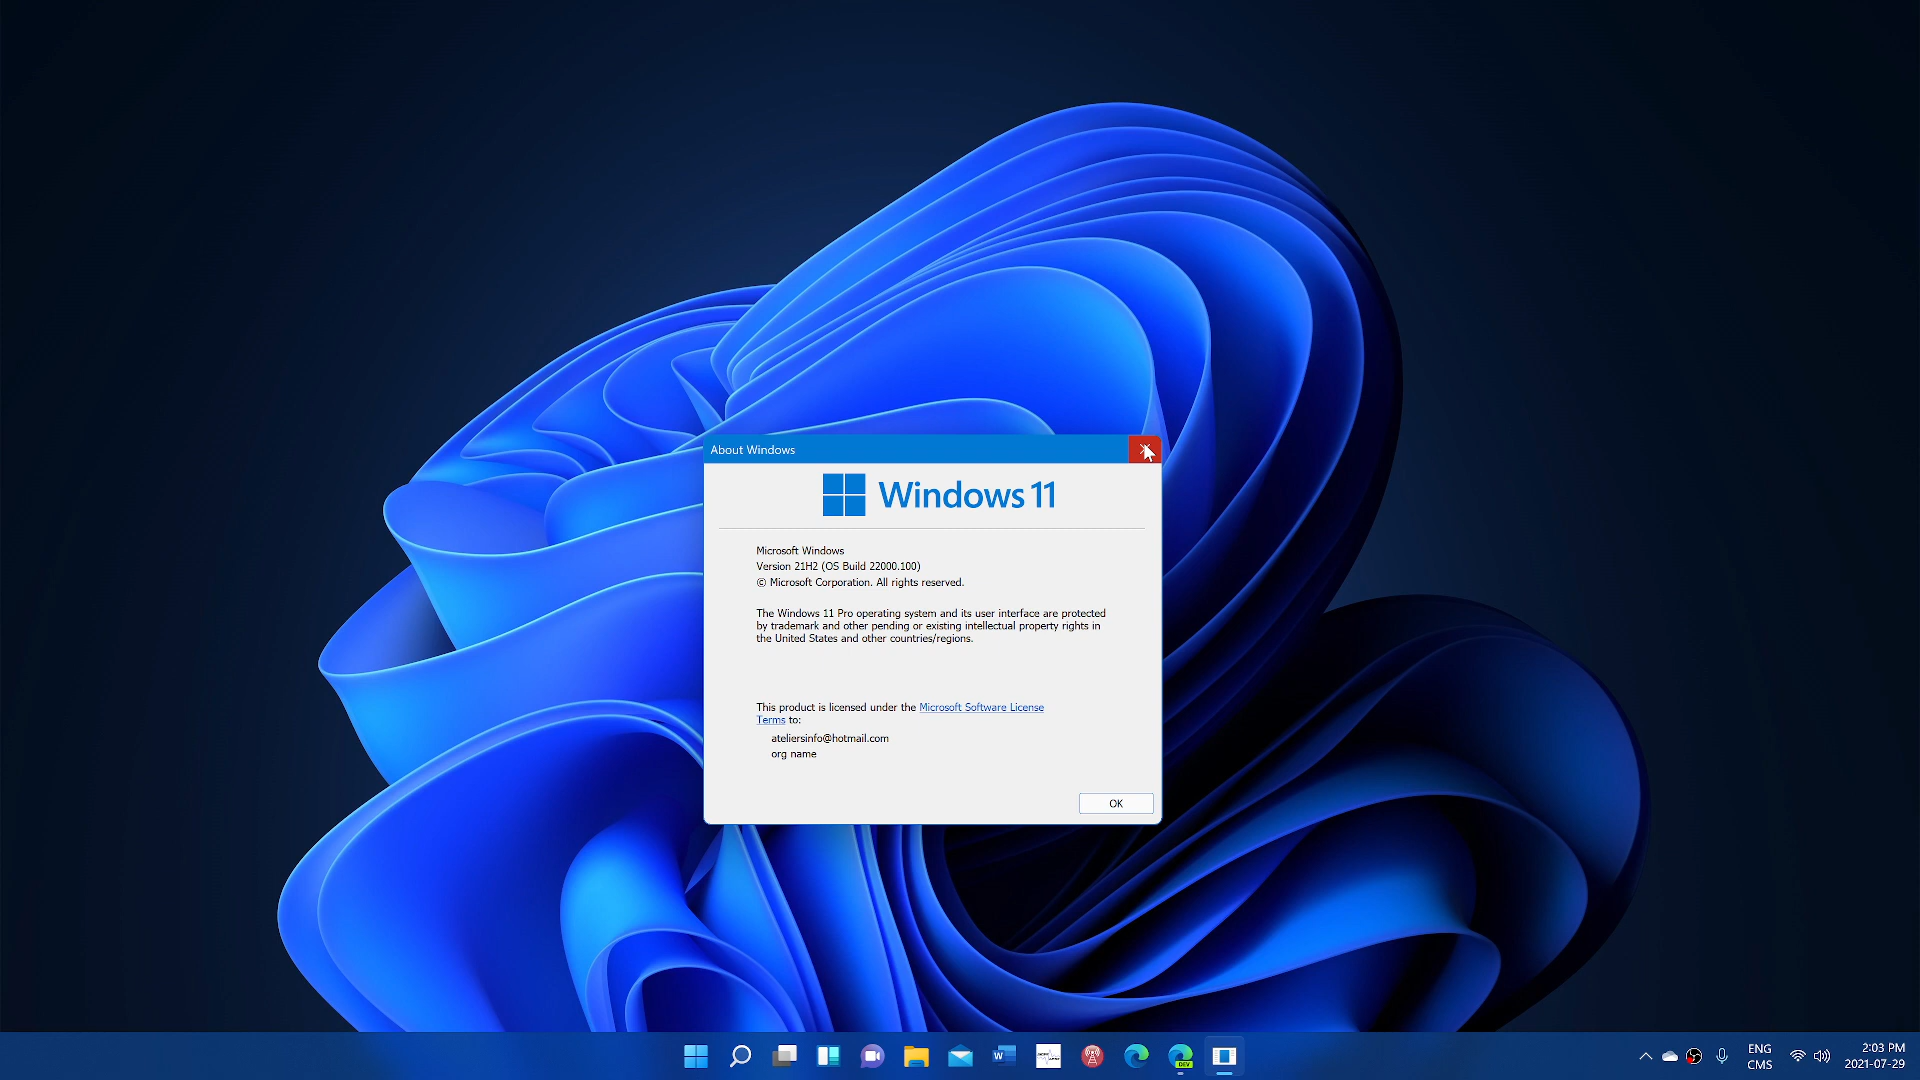 About Windows
Windows 11
Microsoft Windows
Version 21H2 (OS Build 22000.100)
© Microsoft Corporation. All rights reserved.
The Windows 11 Pro operating system and its user interface are protected
by trademark and other pending or existing intellectual property rights in
the United States and other countries/regions.
This product is licensed under the Microsoft Software License
Terms to:
ateliersinfo@hotmail.com
org name
OK
W
DEV
ENG
CMS
2:03 PM
2021-07-29